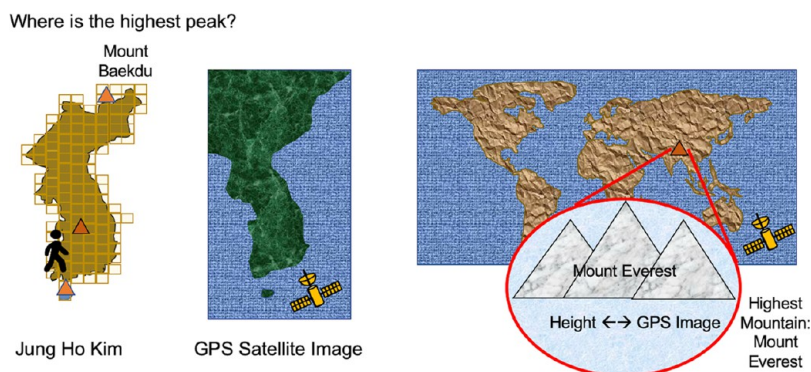 Where is the highest peak?
Mount
Baekdu
Mount Everest
Height ←→ GPS Image
Highest
Mountain:
Mount
Everest
Jung Ho Kim
GPS Satellite Image